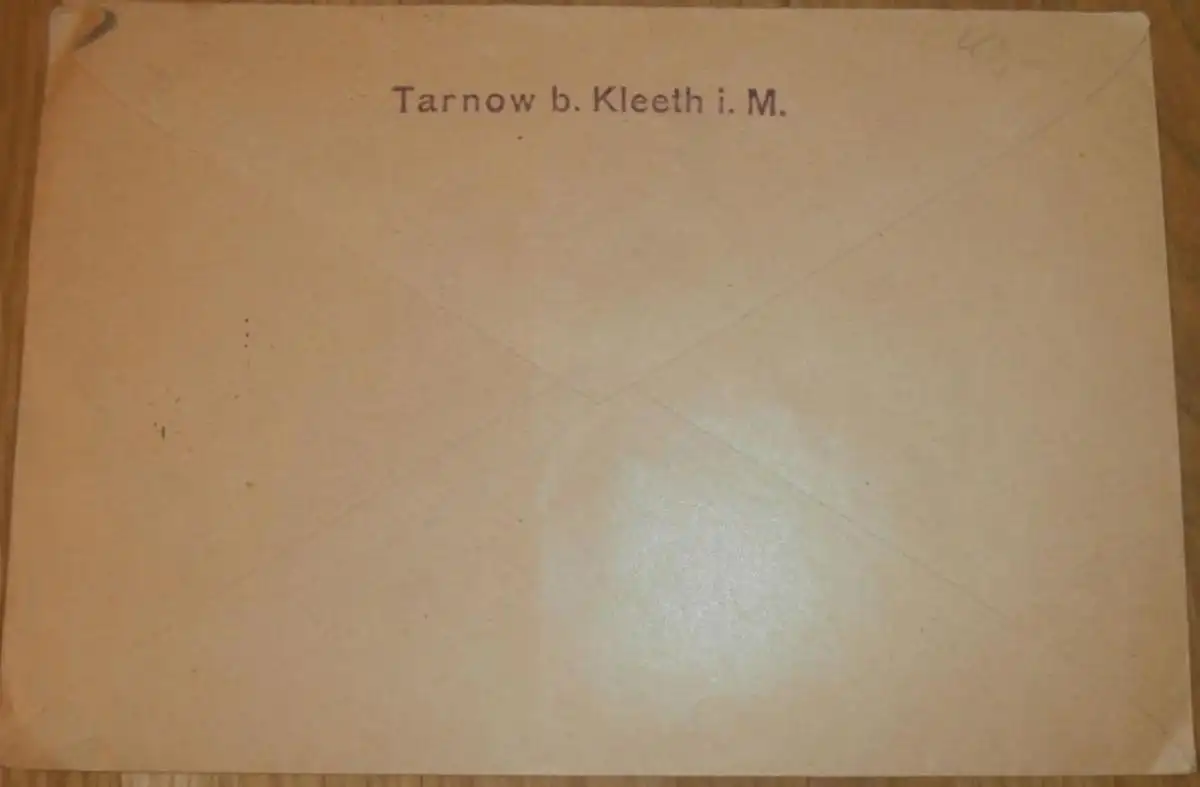 Tarnow b. Kleeth i. M.